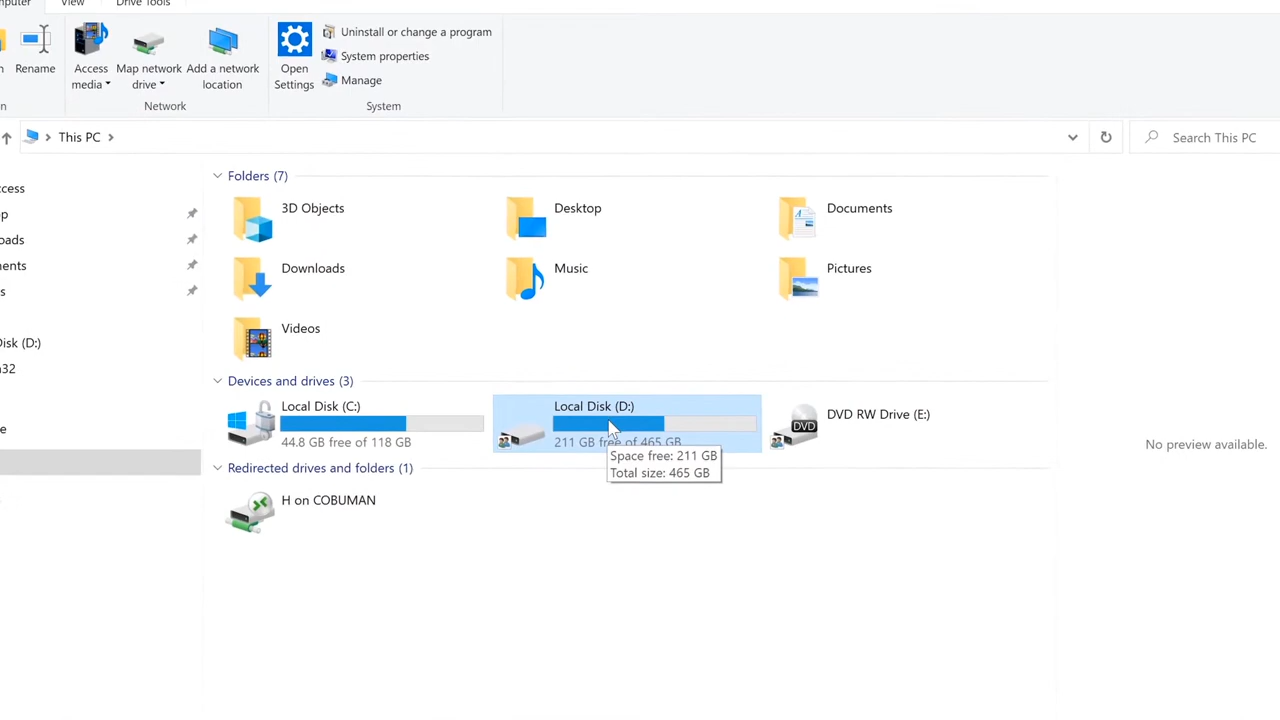 View
Drive Tools
Rename
Access
media
Map network
drive
Add a network
location
Network
Open
Settings
Uninstall or change a program
System properties
Manage
System
This PC
Search This PC
Folders (7)
3D Objects
Desktop
Documents
Downloads
Music
Pictures
Videos
Devices and drives (3)
Local Disk (C:)
44.8 GB free of 118 GB
Local Disk (D:)
211 GB free of 465 GB
Space free: 211 GB
Total size: 465 GB
DVD RW Drive (E:)
DVD
Redirected drives and folders (1)
H on COBUMAN
No preview available.
Disk (D:)